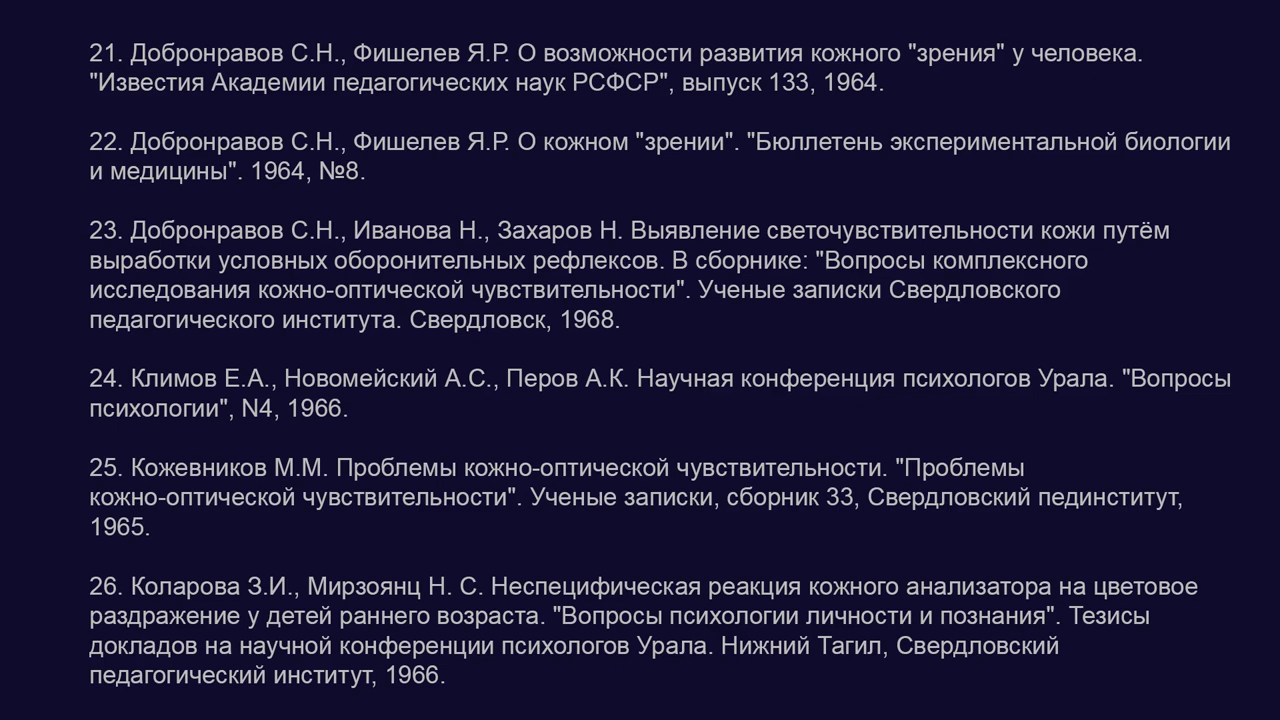 21. Добронравов С.Н., Фишелев Я.Р. О возможности развития кожного "зрения" у человека.
"Известия Академии педагогических наук РСФСР", выпуск 133, 1964.
22. Добронравов С.Н., Фишелев Я.Р. О кожном "зрении". "Бюллетень экспериментальной биологии
и медицины". 1964, №8.
23. Добронравов С.Н., Иванова Н., Захаров Н. Выявление светочувствительности кожи путём
выработки условных оборонительных рефлексов. В сборнике: "Вопросы комплексного
исследования кожно-оптической чувствительности". Ученые записки Свердловского
педагогического института. Свердловск, 1968.
24. Климов Е.А., Новомейский А.С., Перов А.К. Научная конференция психологов Урала. "Вопросы
психологии", N4, 1966.
25. Кожевников М.М. Проблемы кожно-оптической чувствительности. "Проблемы
кожно-оптической чувствительности". Ученые записки, сборник 33, Свердловский пединститут,
1965.
26. Коларова З.И., Мирзоянц Н. С. Неспецифическая реакция кожного анализатора на цветовое
раздражение у детей раннего возраста. "Вопросы психологии личности и познания". Тезисы
докладов на научной конференции психологов Урала. Нижний Тагил, Свердловский
педагогический институт, 1966.